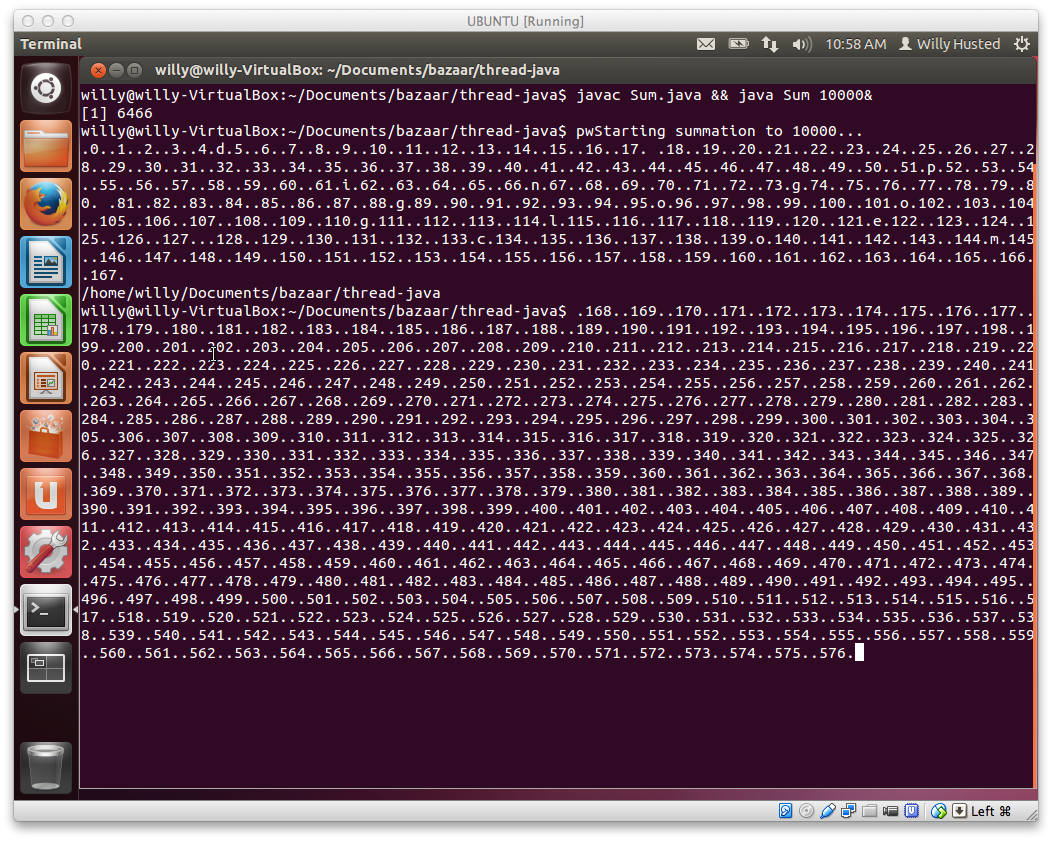 UBUNTU [Running]
Terminal
10:58 AM
Willy Husted
willy@willy-VirtualBox: ~/Documents/bazaar/thread-java
willy@willy-VirtualBox:~/Documents/bazaar/thread-java$ javac Sum.java && java Sum 10000&
[1] 6466
willy@willy-VirtualBox:~/Documents/bazaar/thread-java$ pwStarting summation to 10000...
.0..1..2..3..4.d.5..6..7..8..9..10..11..12..13..14..15..16..17. .18..19..20..21..22..23..24..25..26..27..2
8..29..30..31..32..33..34..35..36..37..38..39..40..41..42..43..44..45..46..47..48..49..50..51.p.52..53..54
..55..56..57..58..59..60..61.i.62..63..64..65..66.n.67..68..69..70..71..72..73.g.74..75..76..77..78..79..8
0. .81..82..83..84..85..86..87..88.g.89..90..91..92..93..94..95.o.96..97..98..99..100..101.o.102..103..104
..105..106..107..108..109..110.g.111..112..113..114.l.115..116..117..118..119..120..121.e.122..123..124..1
25..126..127...128..129..130..131..132..133.c.134..135..136..137..138..139.o.140..141..142..143..144.m.145
..146..147..148..149..150..151..152..153..154..155..156..157..158..159..160..161..162..163..164..165..166.
.167.
/home/willy/Documents/bazaar/thread-java
willy@willy-VirtualBox:~/Documents/bazaar/thread-java$ .168..169..170..171..172..173..174..175..176..177..
178..179..180..181..182..183..184..185..186..187..188..189..190..191..192..193..194..195..196..197..198..1
99..200..201..202..203..204..205..206..207..208..209..210..211..212..213..214..215..216..217..218..219..22
0..221..222..223..224..225..226..227..228..229..230..231..232..233..234..235..236..237..238..239..240..241
..242..243..244..245..246..247..248..249..250..251..252..253..254..255..256..257..258..259..260..261..262.
.263..264..265..266..267..268..269..270..271..272..273..274..275..276..277..278..279..280..281..282..283..
284..285..286..287..288..289..290..291..292..293..294..295..296..297..298..299..300..301..302..303..304..3
05..306..307..308..309..310..311..312..313..314..315..316..317..318..319..320..321..322..323..324..325..32
6..327..328..329..330..331..332..333..334..335..336..337..338..339..340..341..342..343..344..345..346..347
..348..349..350..351..352..353..354..355..356..357..358..359..360..361..362..363..364..365..366..367..368.
.369..370..371..372..373..374..375..376..377..378..379..380..381..382..383..384..385..386..387..388..389..
390..391..392..393..394..395..396..397..398..399..400..401..402..403..404..405..406..407..408..409..410..4
11..412..413..414..415..416..417..418..419..420..421..422..423..424..425..426..427..428..429..430..431..43
2..433..434..435..436..437..438..439..440..441..442..443..444..445..446..447..448..449..450..451..452..453
..454..455..456..457..458..459..460..461..462..463..464..465..466..467..468..469..470..471..472..473..474.
.475..476..477..478..479..480..481..482..483..484..485..486..487..488..489..490..491..492..493..494..495..
496..497..498..499..500..501..502..503..504..505..506..507..508..509..510..511..512..513..514..515..516..5
17..518..519..520..521..522..523..524..525..526..527..528..529..530..531..532..533..534..535..536..537..53
8..539..540..541..542..543..544..545..546..547..548..549..550..551..552..553..554..555..556..557..558..559
..560..561..562..563..564..565..566..567..568..569..570..571..572..573..574..575..576.
Left ⌘